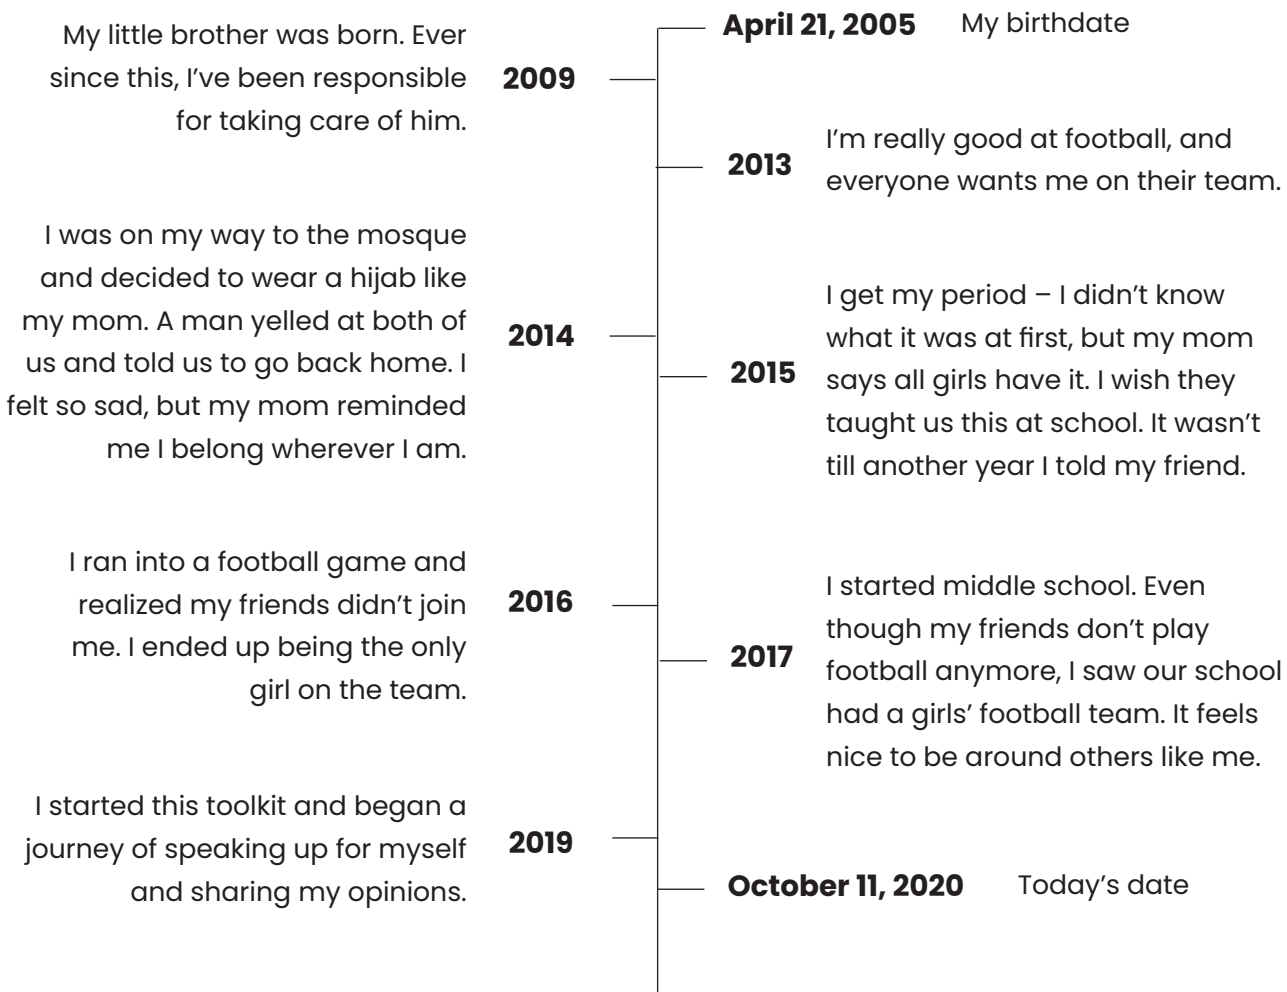 April 21, 2005 My birthdate
My little brother was born. Ever
since this, I've been responsible
for taking care of him.
2009
2013
I'm really good at football, and
everyone wants me on their team.
I was on my way to the mosque
and decided to wear a hijab like
my mom. A man yelled at both of
us and told us to go back home. I
felt so sad, but my mom reminded
me I belong wherever I am.
2014
2015
I get my period – I didn't know
what it was at first, but my mom
says all girls have it. I wish they
taught us this at school. It wasn't
till another year I told my friend.
I ran into a football game and
realized my friends didn't join
me. I ended up being the only
girl on the team.
2016
2017
I started middle school. Even
though my friends don't play
football anymore, I saw our school
had a girls' football team. It feels
nice to be around others like me.
I started this toolkit and began a
journey of speaking up for myself
and sharing my opinions.
2019
October 11, 2020 Today's date